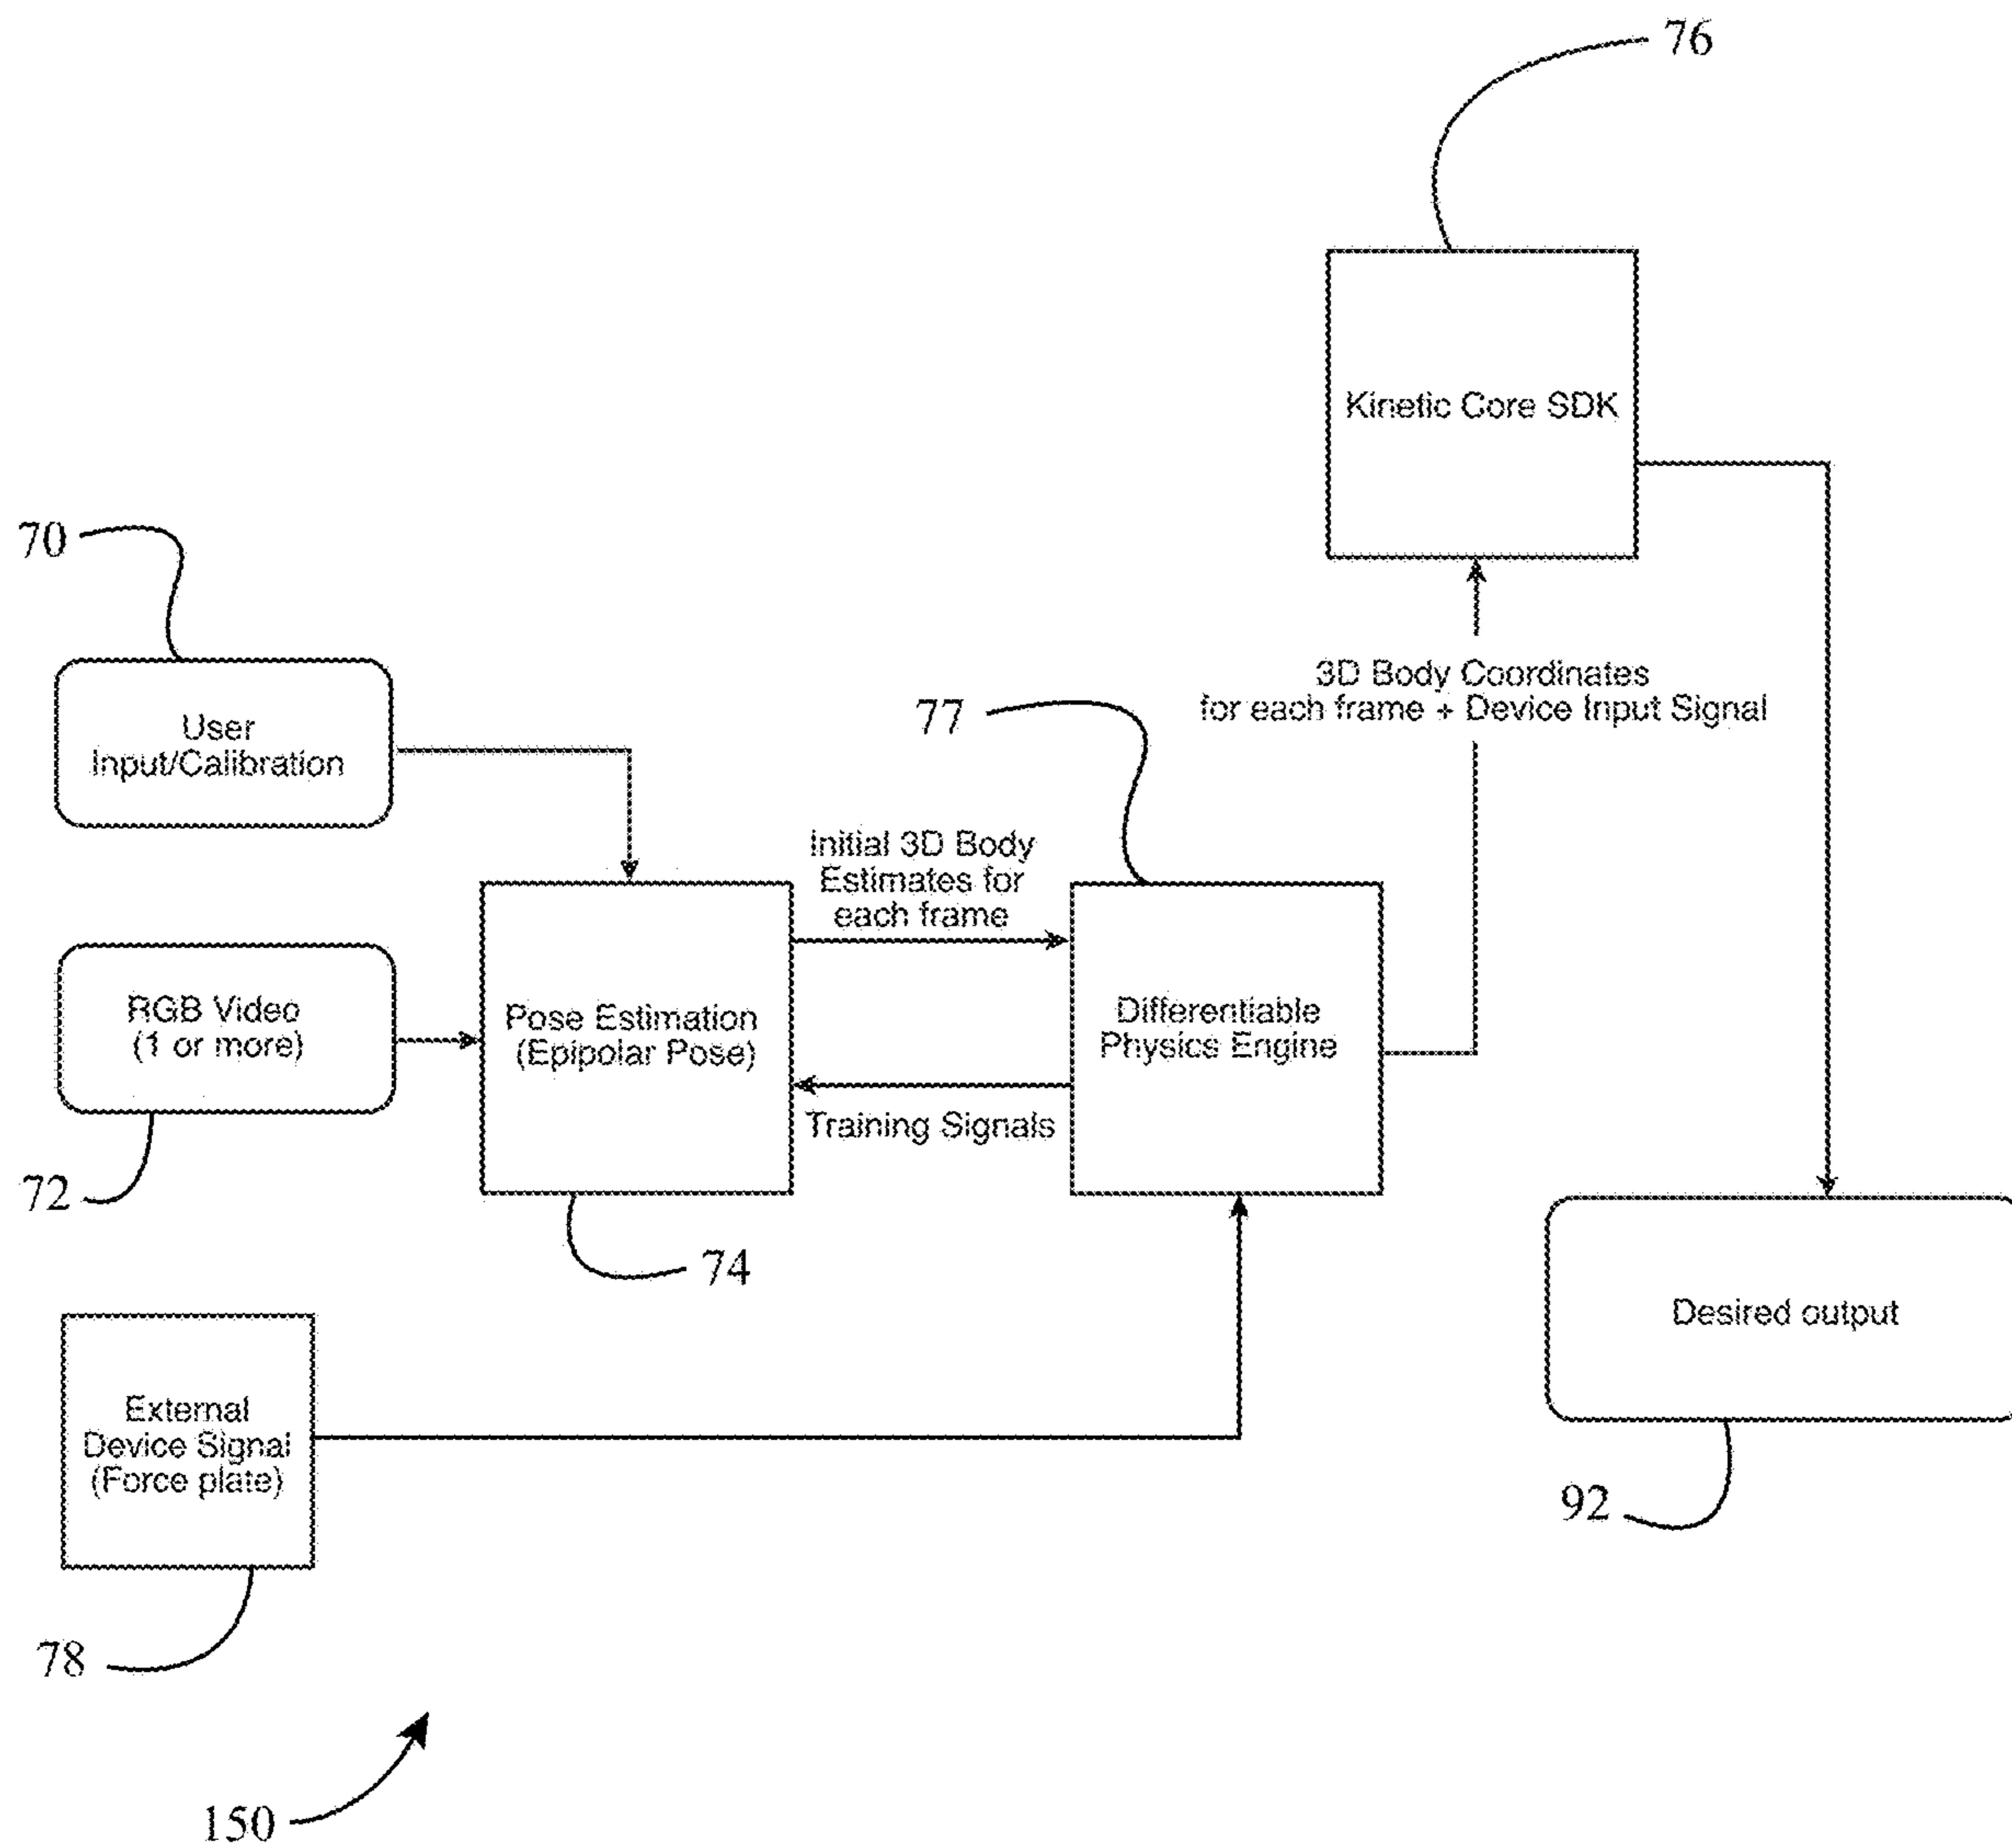 76
Kinetic Core SDK
70
User
Input/Calibration
3D Body Coordinates
for each frame + Device Input Signal
77
Initial 3D Body
Estimates for
each frame
RGB Video
(1 or more)
Pose Estimation
(Epipolar Pose)
Differentiable
Physics Engine
Training Signals
72
74
Desired output
External
Device Signal
(Force plate)
92
78
150